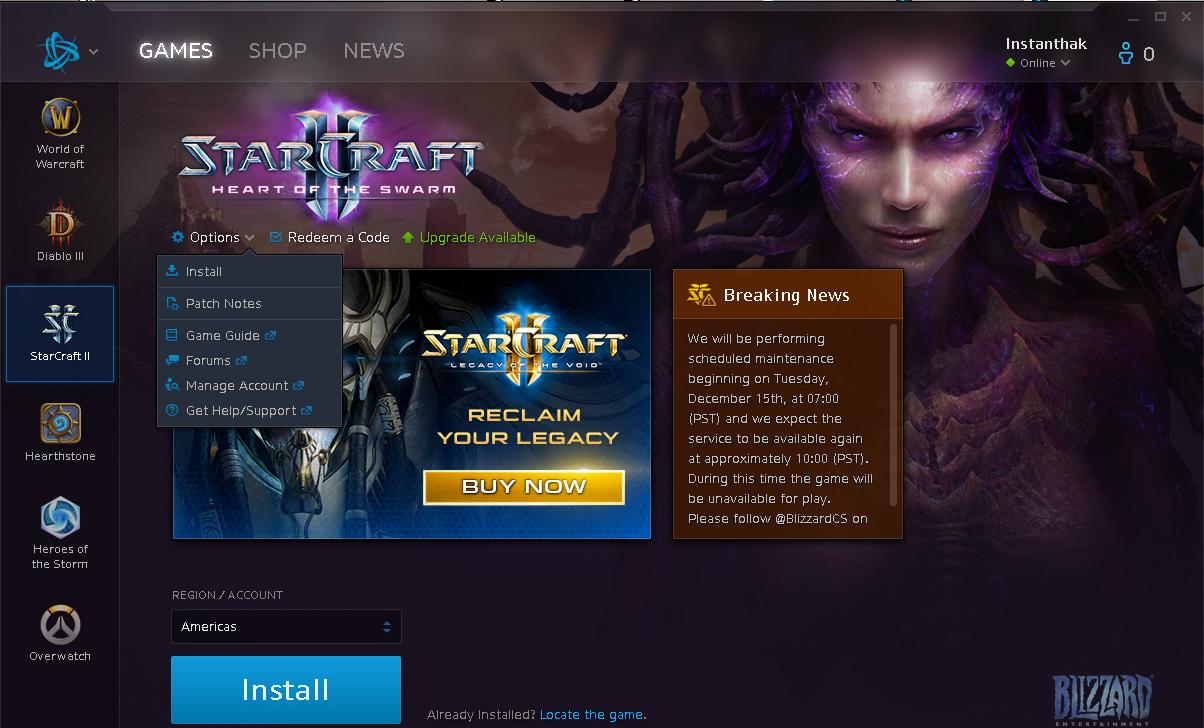 GAMES SHOP NEWS
Instanthak
Online
0
World of
Warcraft
Diablo III
StarCraft II
Hearthstone
Heroes of
the Storm
Overwatch
STARCRAFT II
HEART OF THE SWARM
Options Redeem a Code Upgrade Available
Install
Patch Notes
Game Guide
Forums
Manage Account
Get Help/Support
STARCRAFT II
LEGACY OF THE VOID
RECLAIM
YOUR LEGACY
BUY NOW
Breaking News
We will be performing
scheduled maintenance
beginning on Tuesday,
December 15th, at 07:00
(PST) and we expect the
service to be available again
at approximately 10:00 (PST).
During this time the game will
be unavailable for play.
Please follow @BlizzardCS on
REGION / ACCOUNT
Americas
Install
Already Installed? Locate the game.
BLIZZARD
ENTERTAINMENT